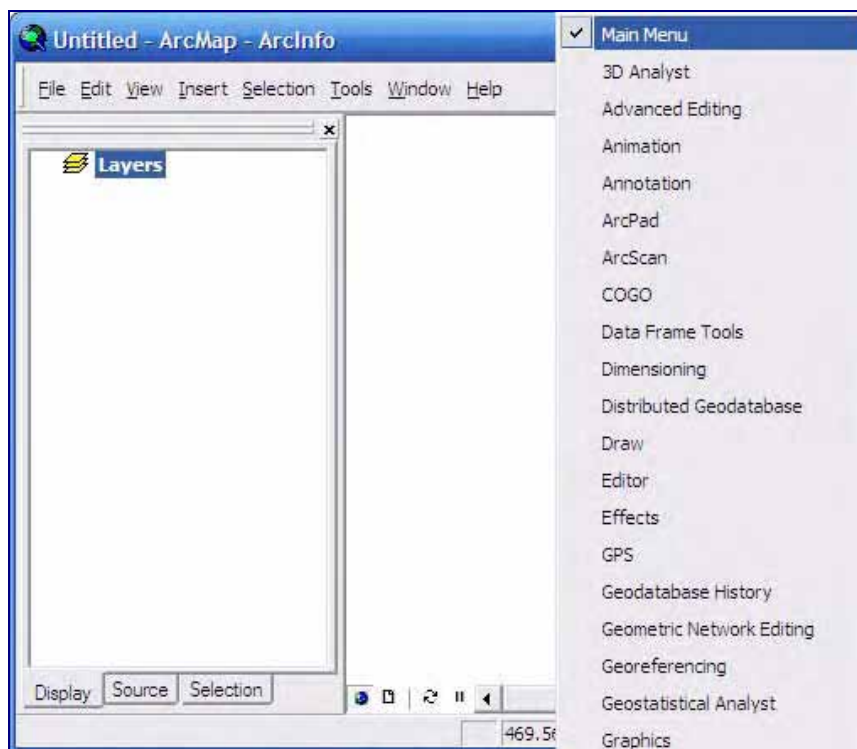 Untitled - ArcMap - ArcInfo
File Edit View Insert Selection Tools Window Help
Layers
Display Source Selection
469.56
Main Menu
3D Analyst
Advanced Editing
Animation
Annotation
ArcPad
ArcScan
COGO
Data Frame Tools
Dimensioning
Distributed Geodatabase
Draw
Editor
Effects
GPS
Geodatabase History
Geometric Network Editing
Georeferencing
Geostatistical Analyst
Graphics